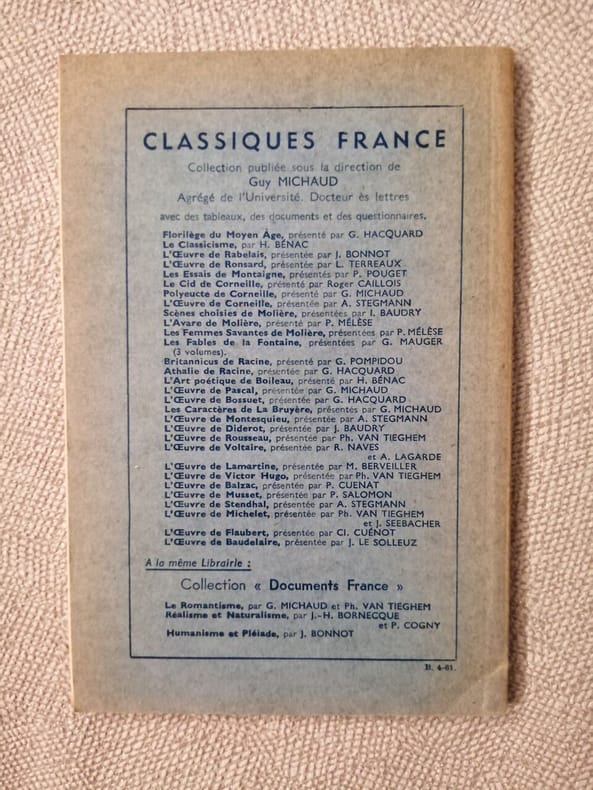 CLASSIQUES FRANCE
Collection publiée sous la direction de
Guy MICHAUD
Agrégé de l'Université. Docteur ès lettres
avec des tableaux, des documents et des questionnaires.
Florilège du Moyen Âge, présenté par G. HACQUARD
Le Classicisme, par H. BÉNAC
L'Œuvre de Rabelais, présentée par J. BONNOT
L'Œuvre de Ronsard, présentée par L. TERREAUX
Les Essais de Montaigne, présentés par P. POUGET
Le Cid de Corneille, présenté par Roger CAILLOIS
Polyeucte de Corneille, présenté par G. MICHAUD
L'Œuvre de Corneille, présentée par A. STEGMANN
Scènes choisies de Molière, présentées par I. BAUDRY
L'Avare de Molière, présenté par P. MÉLÈSE
Les Femmes Savantes de Molière, présentées par P. MÉLÈSE
Les Fables de la Fontaine, présentées par G. MAUGER
(3 volumes).
Britannicus de Racine, présenté par G. POMPIDOU
Athalie de Racine, présentée par G. HACQUARD
L'Art poétique de Boileau, présenté par H. BÉNAC
L'Œuvre de Pascal, présentée par G. MICHAUD
L'Œuvre de Bossuet, présentée par G. HACQUARD
Les Caractères de La Bruyère, présentés par G. MICHAUD
L'Œuvre de Montesquieu, présentée par A. STEGMANN
L'Œuvre de Diderot, présentée par J. BAUDRY
L'Œuvre de Rousseau, présentée par Ph. VAN TIEGHEM
L'Œuvre de Voltaire, présentée par R. NAVES
et A. LAGARDE
L'Œuvre de Lamartine, présentée par M. BERVEILLER
L'Œuvre de Victor Hugo, présentée par Ph. VAN TIEGHEM
L'Œuvre de Balzac, présentée par P. CUENAT
L'Œuvre de Musset, présentée par P. SALOMON
L'Œuvre de Stendhal, présentée par A. STEGMANN
L'Œuvre de Michelet, présentée par Ph. VAN TIEGHEM
et J. SEEBACHER
L'Œuvre de Flaubert, présentée par Cl. CUÉNOT
L'Œuvre de Baudelaire, présentée par J. LE SOLLEUZ
A la même Librairie :
Collection « Documents France »
Le Romantisme, par G. MICHAUD et Ph. VAN TIEGHEM
Réalisme et Naturalisme, par J.-H. BORNECQUE
et P. COGNY
Humanisme et Pléiade, par J. BONNOT
B. 4-61.